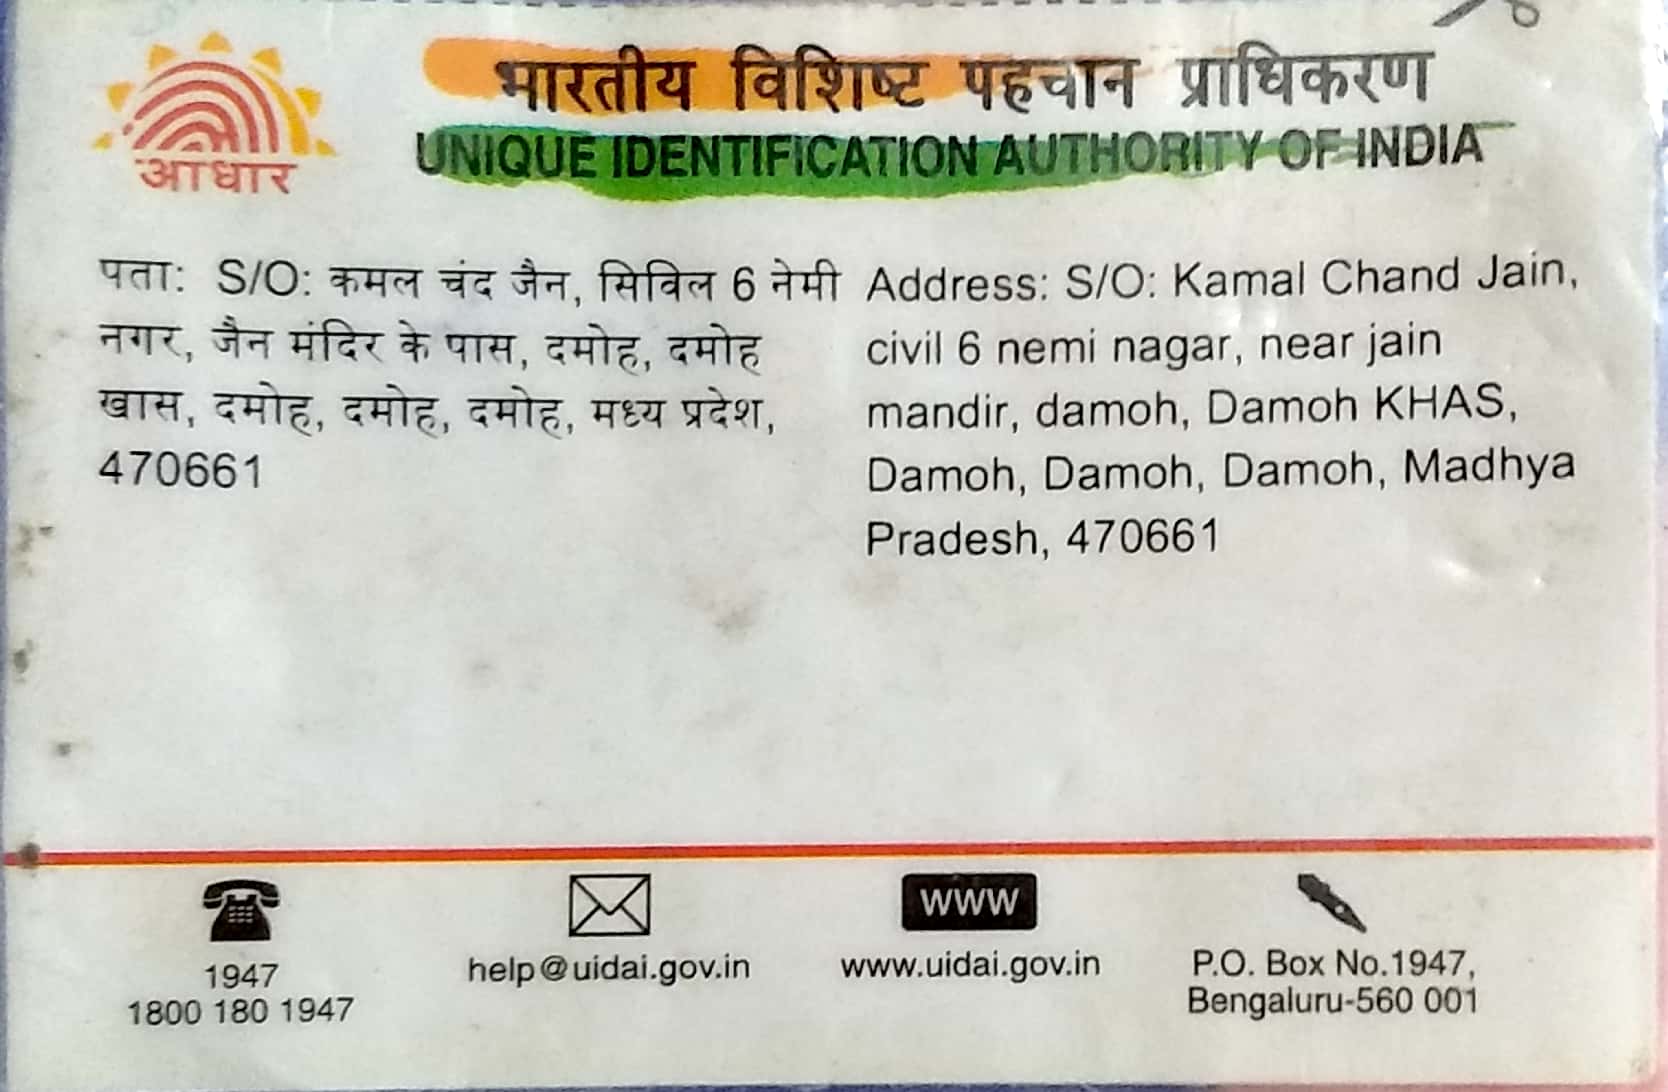 भारतीय विशिष्ट पहचान प्राधिकरण
UNIQUE IDENTIFICATION AUTHORITY OF INDIA
आधार
पता: S/O: कमल चंद जैन, सिविल 6 नेमी
नगर, जैन मंदिर के पास, दमोह, दमोह
खास, दमोह, दमोह, दमोह, मध्य प्रदेश,
470661
Address: S/O: Kamal Chand Jain,
civil 6 nemi nagar, near jain
mandir, damoh, Damoh KHAS,
Damoh, Damoh, Damoh, Madhya
Pradesh, 470661
1947
1800 180 1947
help@uidai.gov.in
www
www.uidai.gov.in
P.O. Box No.1947,
Bengaluru-560 001